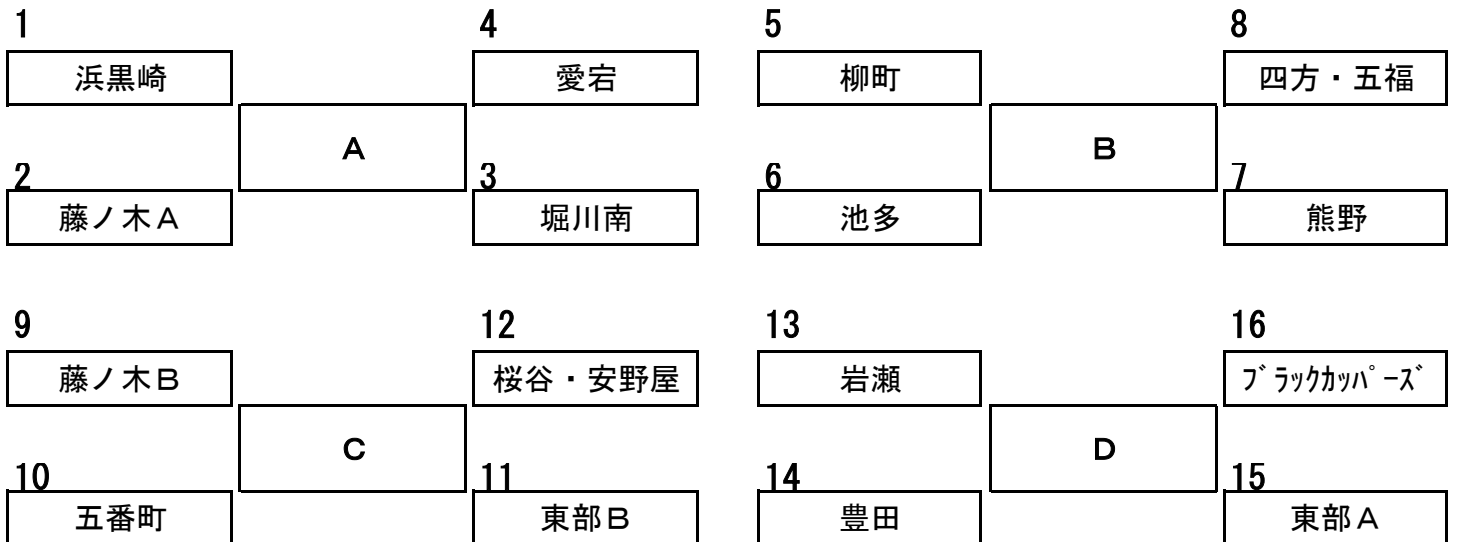 1 4 5 8
浜黒崎 愛宕 柳町 四方・五福
A B
2 3 6 7
藤ノ木A 堀川南 池多 熊野
9 12 13 16
藤ノ木B 桜谷・安野屋 岩瀬 ﾌﾞﾗｯｸｶｯﾊﾟｰｽﾞ
C D
10 11 14 15
五番町 東部B 豊田 東部A